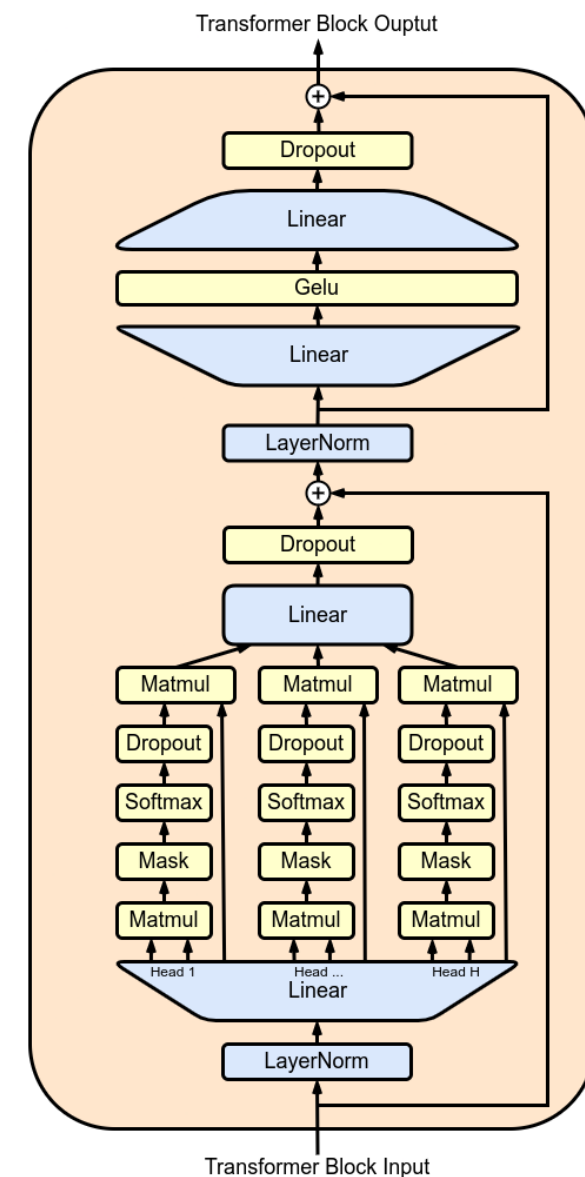 Transformer Block Ouptut
+
Dropout
Linear
Gelu
Linear
LayerNorm
+
Dropout
Linear
Matmul Matmul Matmul
Dropout Dropout Dropout
Softmax Softmax Softmax
Mask Mask Mask
Matmul Matmul Matmul
Head 1 Head ... Head H
Linear
LayerNorm
Transformer Block Input